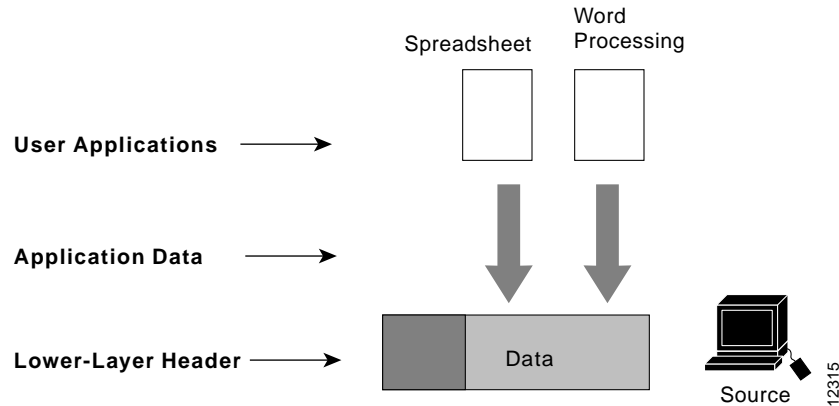 Spreadsheet
Word
Processing
User Applications
Application Data
Lower-Layer Header
Data
Source
12315